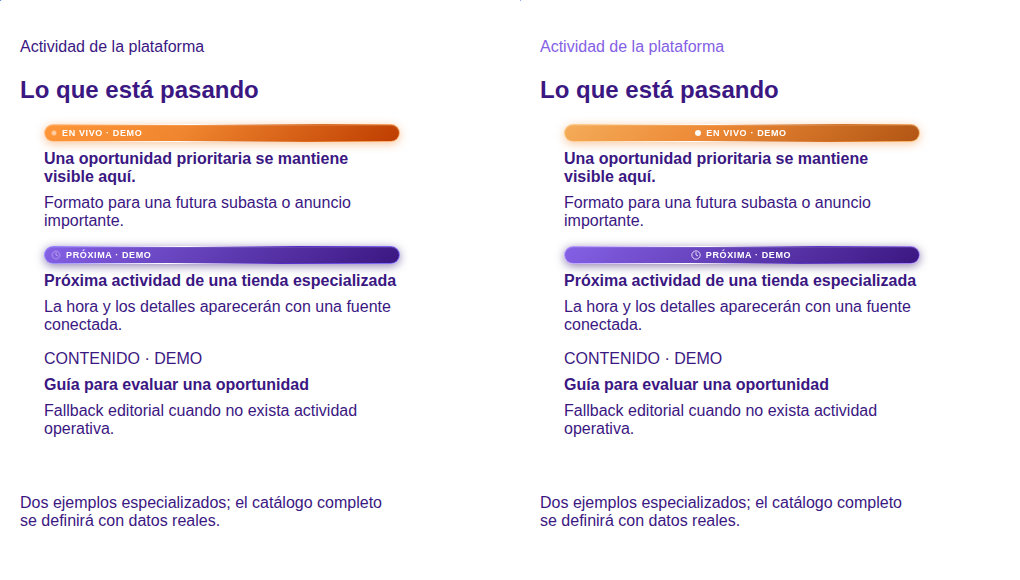 Actividad de la plataforma
Lo que está pasando
EN VIVO · DEMO
Una oportunidad prioritaria se mantiene
visible aquí.
Formato para una futura subasta o anuncio
importante.
PRÓXIMA · DEMO
Próxima actividad de una tienda especializada
La hora y los detalles aparecerán con una fuente
conectada.
CONTENIDO · DEMO
Guía para evaluar una oportunidad
Fallback editorial cuando no exista actividad
operativa.
Dos ejemplos especializados; el catálogo completo
se definirá con datos reales.
Actividad de la plataforma
Lo que está pasando
EN VIVO · DEMO
Una oportunidad prioritaria se mantiene
visible aquí.
Formato para una futura subasta o anuncio
importante.
PRÓXIMA · DEMO
Próxima actividad de una tienda especializada
La hora y los detalles aparecerán con una fuente
conectada.
CONTENIDO · DEMO
Guía para evaluar una oportunidad
Fallback editorial cuando no exista actividad
operativa.
Dos ejemplos especializados; el catálogo completo
se definirá con datos reales.